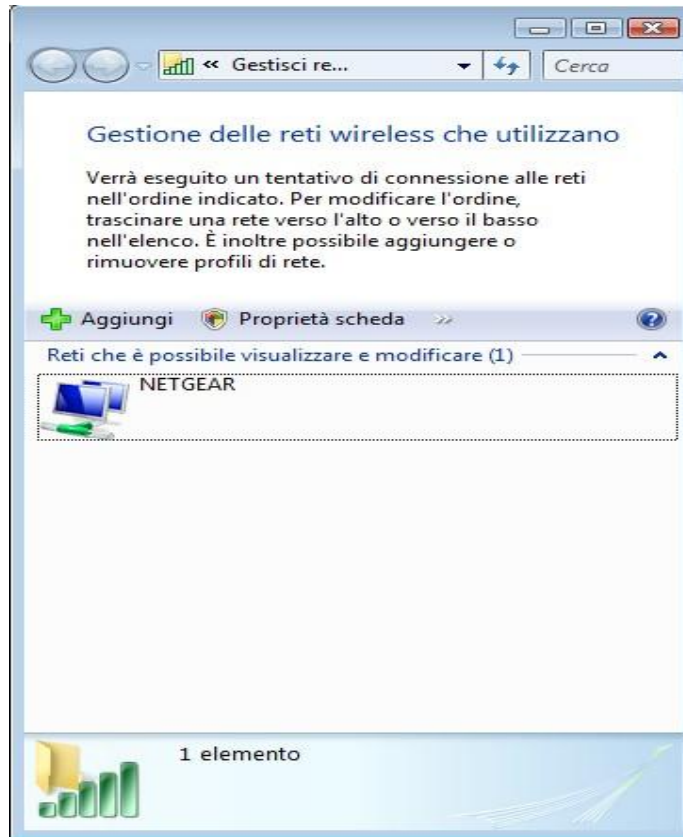 « Gestisci re...
Cerca
Gestione delle reti wireless che utilizzano
Verrà eseguito un tentativo di connessione alle reti
nell'ordine indicato. Per modificare l'ordine,
trascinare una rete verso l'alto o verso il basso
nell'elenco. È inoltre possibile aggiungere o
rimuovere profili di rete.
Aggiungi Proprietà scheda »
Reti che è possibile visualizzare e modificare (1)
NETGEAR
1 elemento